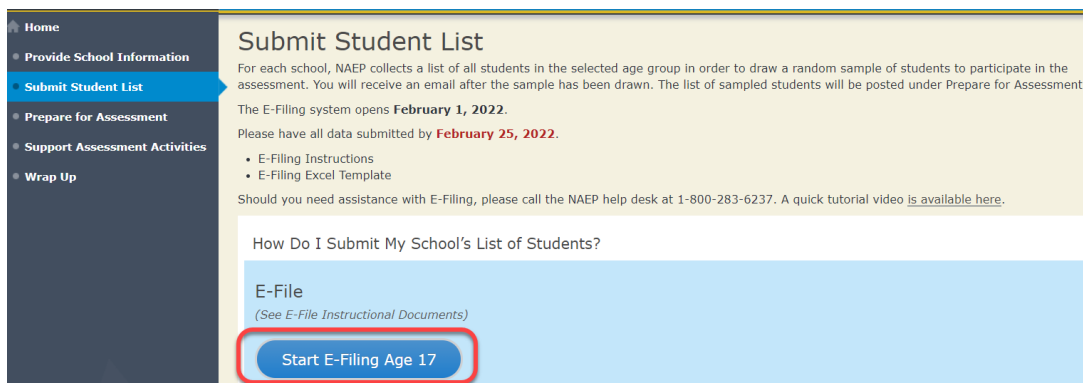 Home
Provide School Information
Submit Student List
Prepare for Assessment
Support Assessment Activities
Wrap Up
Submit Student List
For each school, NAEP collects a list of all students in the selected age group in order to draw a random sample of students to participate in the
assessment. You will receive an email after the sample has been drawn. The list of sampled students will be posted under Prepare for Assessment
The E-Filing system opens February 1, 2022.
Please have all data submitted by February 25, 2022.
• E-Filing Instructions
• E-Filing Excel Template
Should you need assistance with E-Filing, please call the NAEP help desk at 1-800-283-6237. A quick tutorial video is available here.
How Do I Submit My School's List of Students?
E-File
(See E-File Instructional Documents)
Start E-Filing Age 17